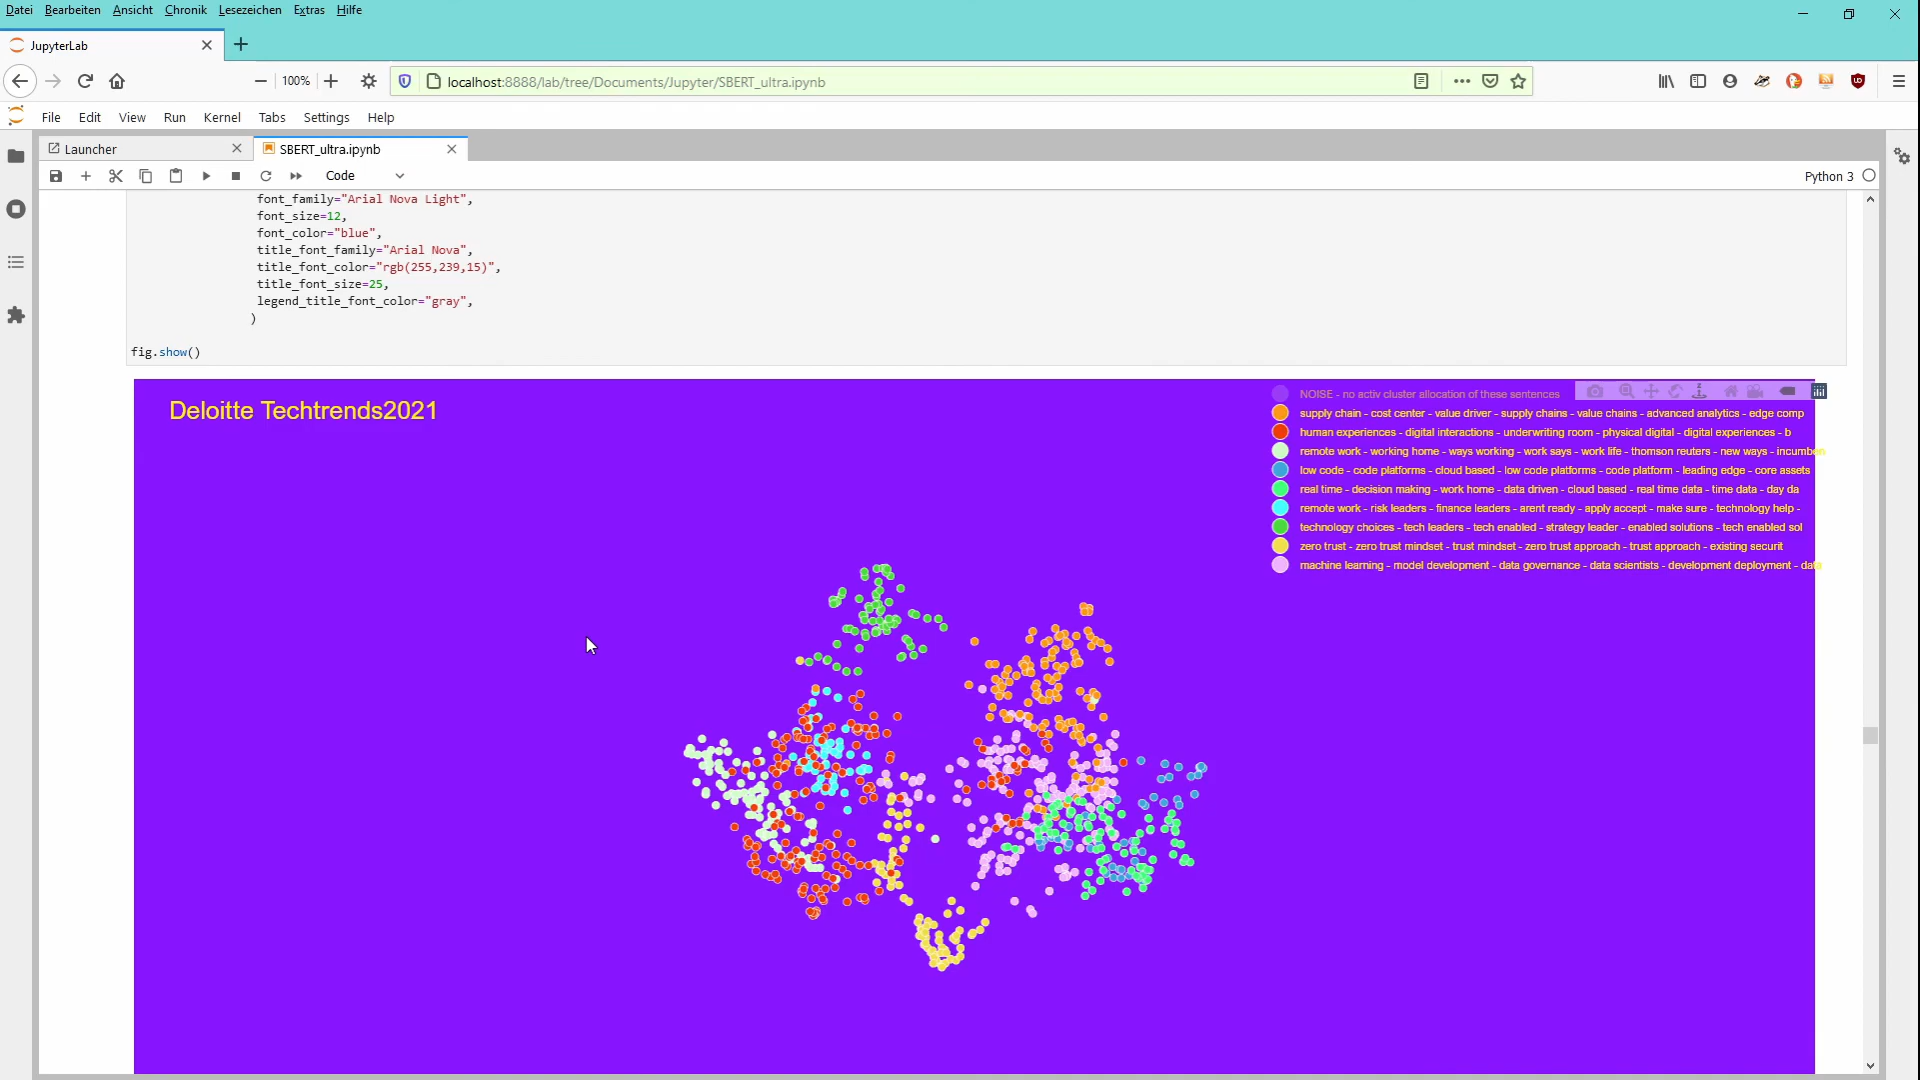 Datei Bearbeiten Ansicht Chronik Lesezeichen Extras Hilfe
JupyterLab
100%
localhost:8888/lab/tree/Documents/Jupyter/SBERT_ultra.ipynb
File Edit View Run Kernel Tabs Settings Help
Launcher
SBERT_ultra.ipynb
Code
Python 3
font_family="Arial Nova Light",
font_size=12,
font_color="blue",
title_font_family="Arial Nova",
title_font_color="rgb(255,239,15)",
title_font_size=25,
legend_title_font_color="gray",
)
fig.show()
Deloitte Techtrends2021
NOISE - no activ cluster allocation of these sentences
supply chain - cost center - value driver - supply chains - value chains - advanced analytics - edge comp
human experiences - digital interactions - underwriting room - physical digital - digital experiences - b
remote work - working home - ways working - work says - work life - thomson reuters - new ways - incumben
low code - code platforms - cloud based - low code platforms - code platform - leading edge - core assets
real time - decision making - work home - data driven - cloud based - real time data - time data - day da
remote work - risk leaders - finance leaders - arent ready - apply accept - make sure - technology help -
technology choices - tech leaders - tech enabled - strategy leader - enabled solutions - tech enabled sol
zero trust - zero trust mindset - trust mindset - zero trust approach - trust approach - existing securit
machine learning - model development - data governance - data scientists - development deployment - data